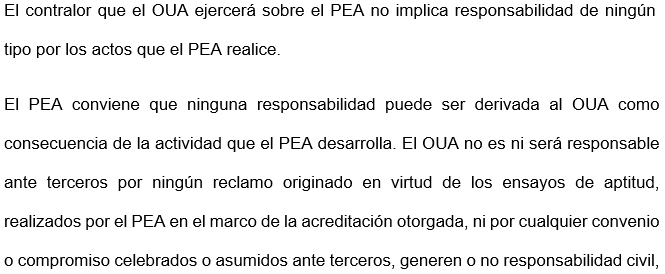 El contralor que el OUA ejercerá sobre el PEA no implica responsabilidad de ningún
tipo por los actos que el PEA realice.
El PEA conviene que ninguna responsabilidad puede ser derivada al OUA como
consecuencia de la actividad que el PEA desarrolla. El OUA no es ni será responsable
ante terceros por ningún reclamo originado en virtud de los ensayos de aptitud,
realizados por el PEA en el marco de la acreditación otorgada, ni por cualquier convenio
o compromiso celebrados o asumidos ante terceros, generen o no responsabilidad civil,